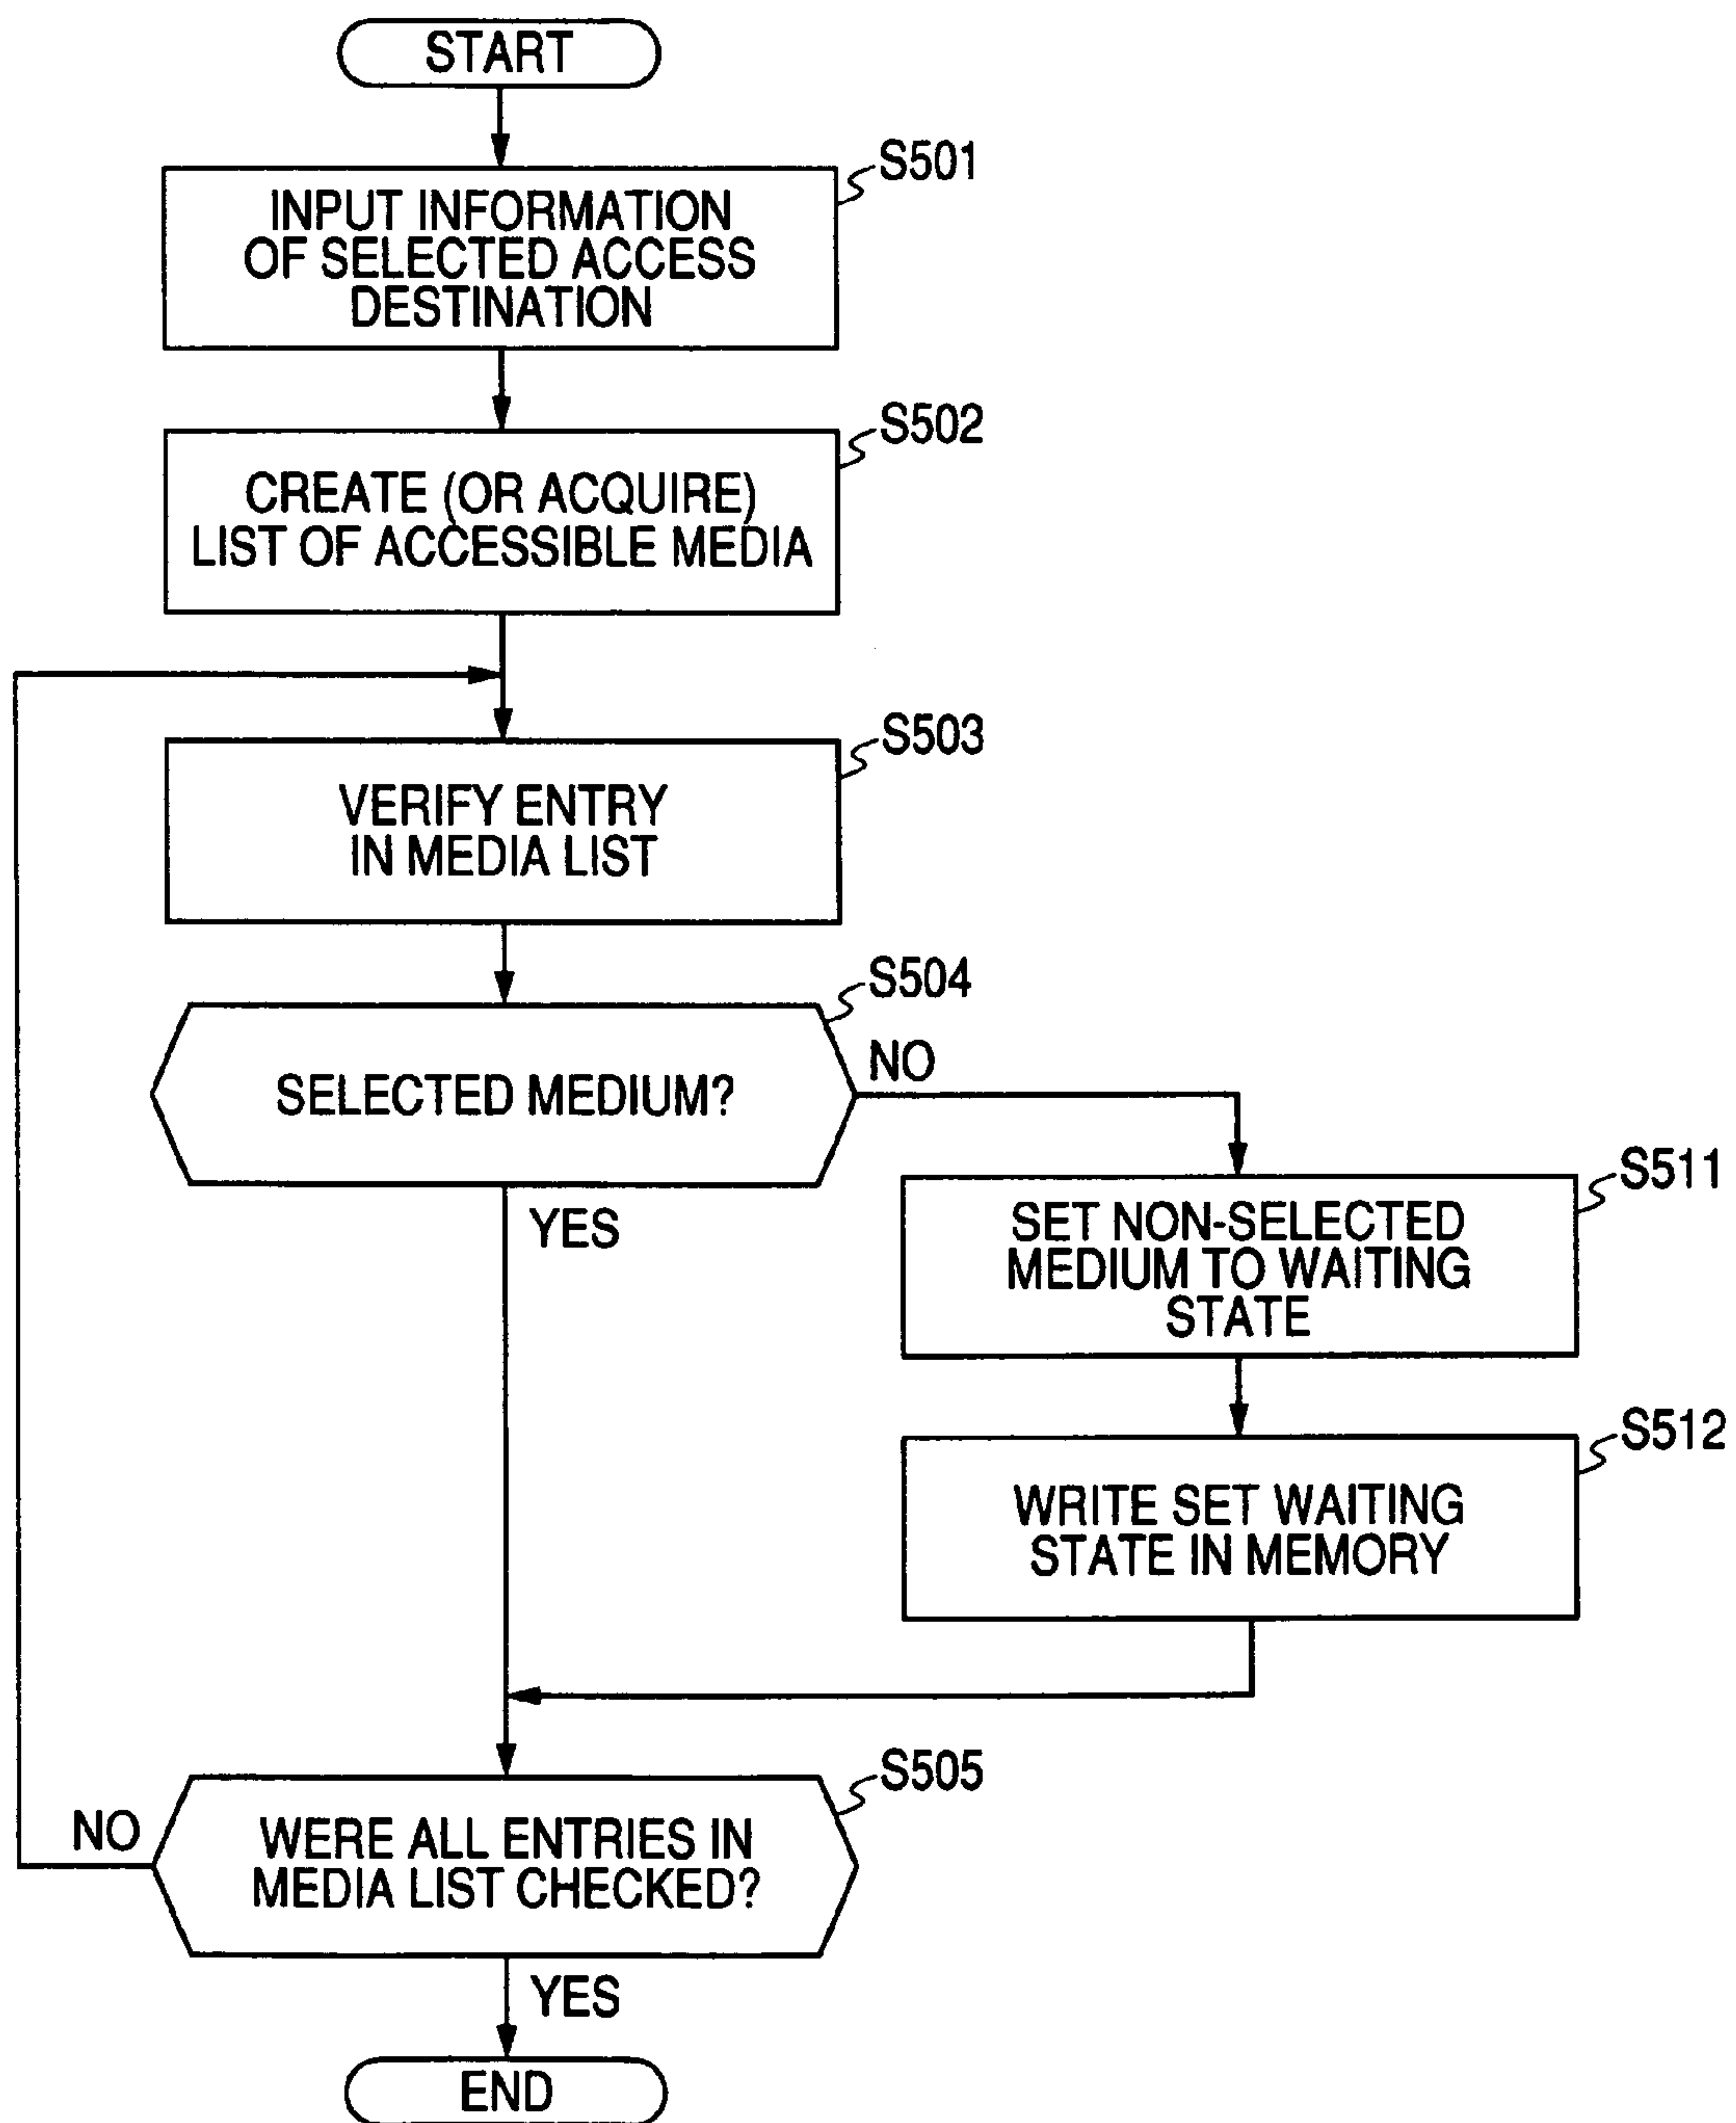 START
S501
INPUT INFORMATION
OF SELECTED ACCESS
DESTINATION
S502
CREATE (OR ACQUIRE)
LIST OF ACCESSIBLE MEDIA
S503
VERIFY ENTRY
IN MEDIA LIST
S504
SELECTED MEDIUM?
NO
YES
S511
SET NON-SELECTED
MEDIUM TO WAITING
STATE
S512
WRITE SET WAITING
STATE IN MEMORY
S505
NO
WERE ALL ENTRIES IN
MEDIA LIST CHECKED?
YES
END